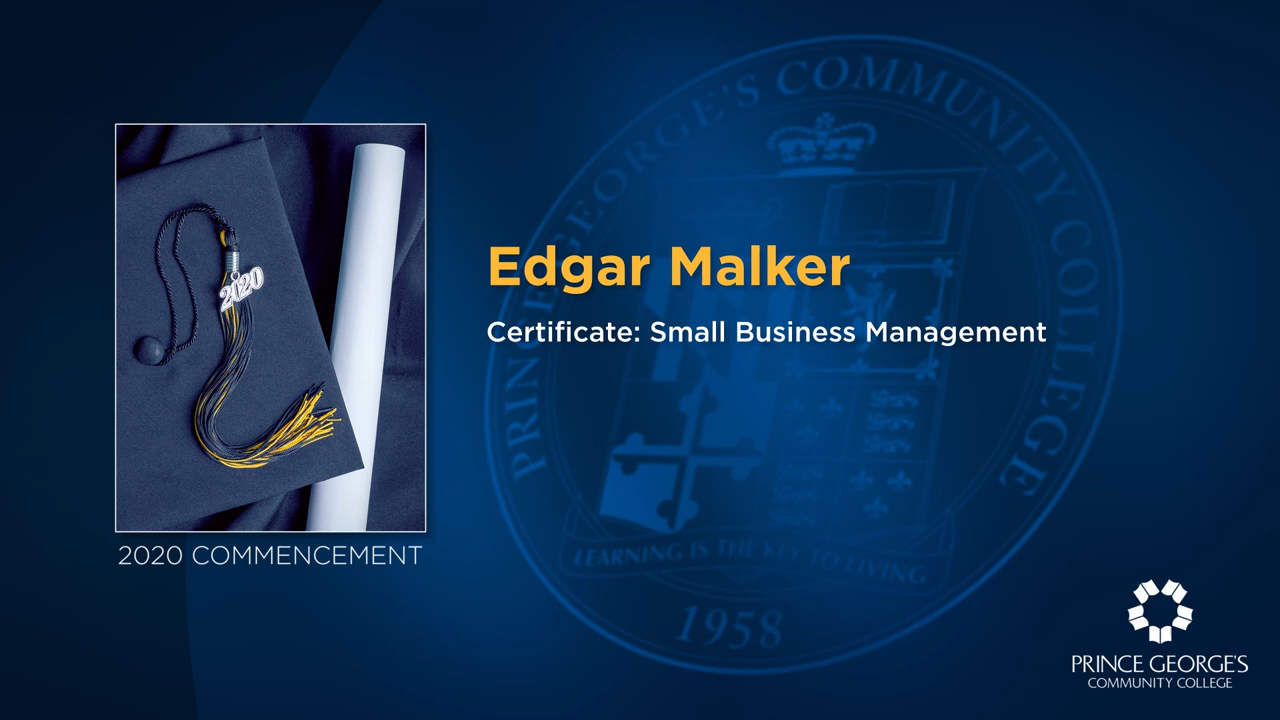 PRINCE GEORGE'S COMMUNITY COLLEGE
2020
Edgar Malker
Certificate: Small Business Management
2020 COMMENCEMENT
LEARNING IS THE KEY TO LIVING
1958
PRINCE GEORGE'S
COMMUNITY COLLEGE